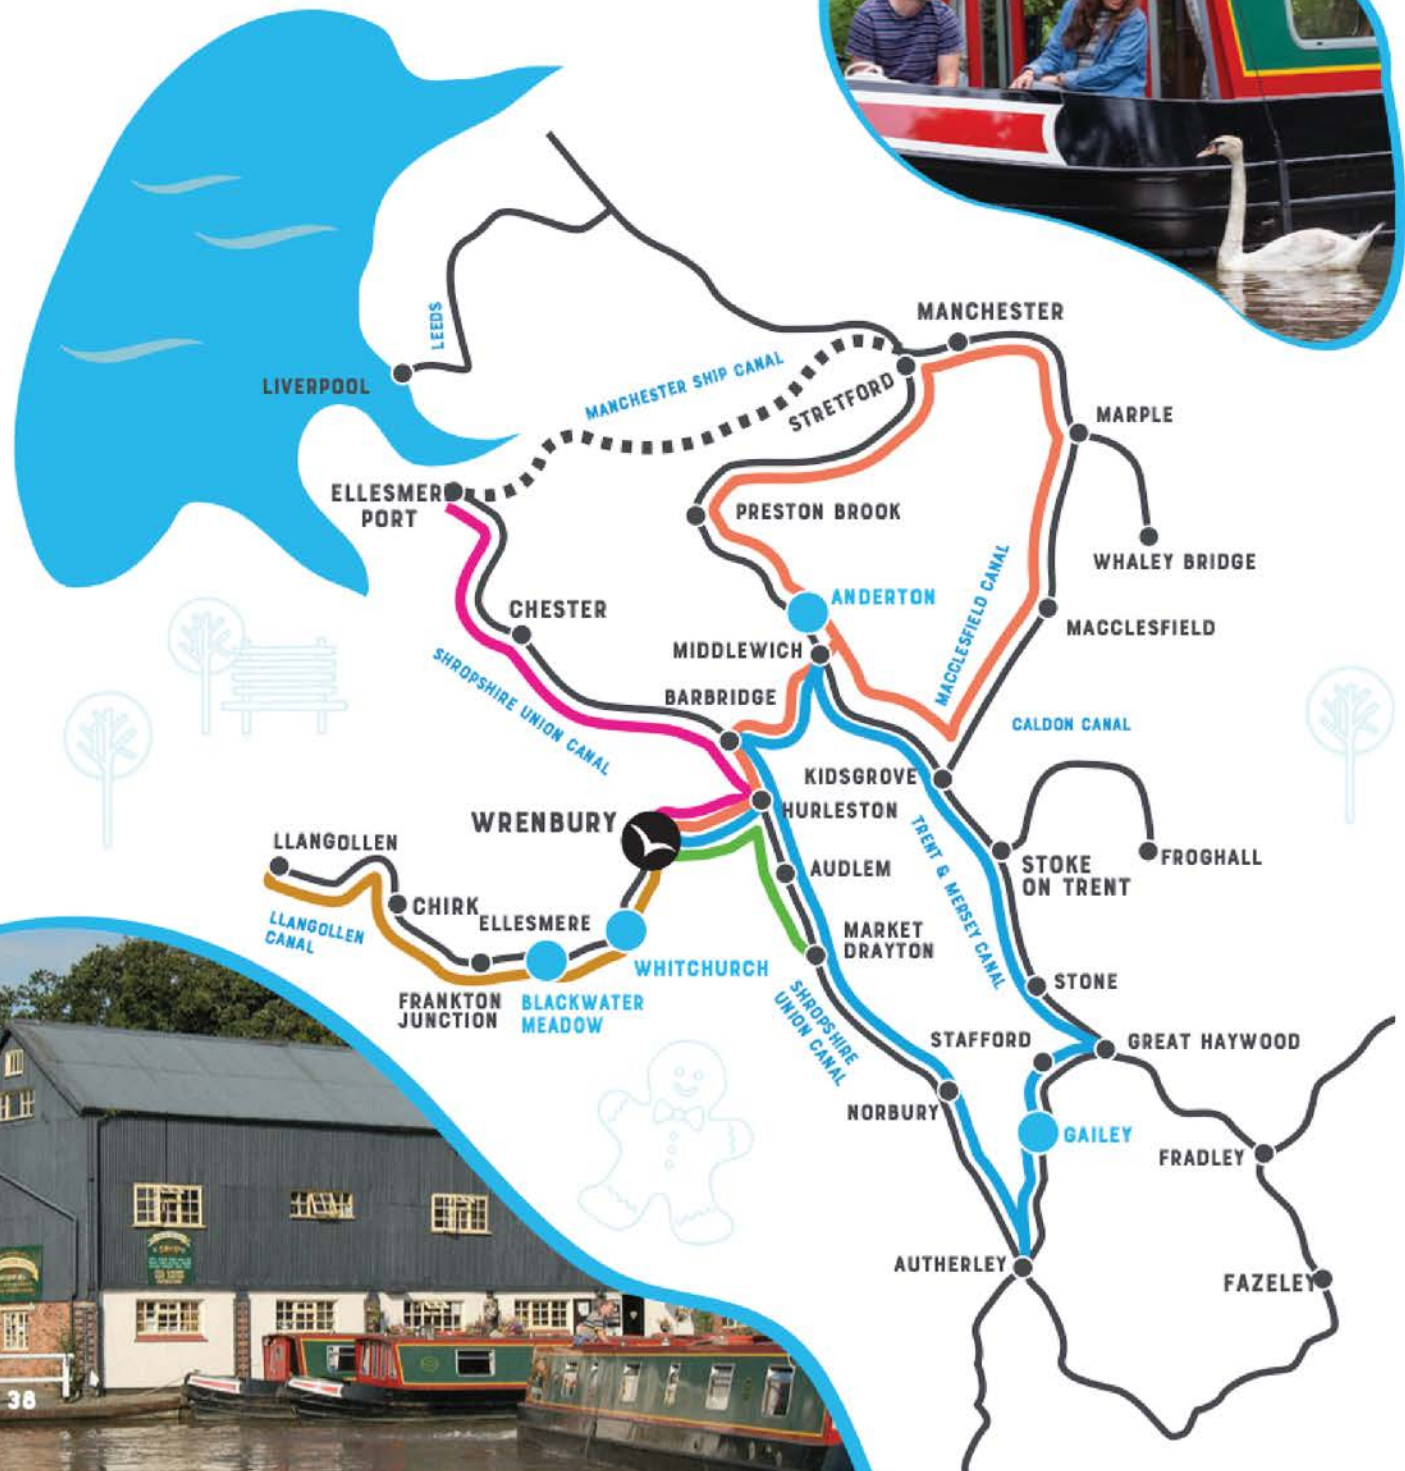 MANCHESTER
LEEDS
LIVERPOOL
MANCHESTER SHIP CANAL
STRETFORD
MARPLE
ELLESMERE
PORT
PRESTON BROOK
WHALEY BRIDGE
ANDERTON
CHESTER
MACCLESFIELD CANAL
MACCLESFIELD
MIDDLEWICH
SHROPSHIRE UNION CANAL
BARBRIDGE
CALDON CANAL
KIDSGROVE
HURLESTON
WRENBURY
TRENT & MERSEY CANAL
LLANGOLLEN
AUDLEM
STOKE
ON TRENT
FROGHALL
CHIRK
ELLESMERE
LLANGOLLEN
CANAL
MARKET
DRAYTON
WHITCHURCH
STONE
FRANKTON
JUNCTION
BLACKWATER
MEADOW
SHROPSHIRE
UNION CANAL
STAFFORD
GREAT HAYWOOD
NORBURY
GAILEY
FRADLEY
AUTHERLEY
FAZELEY
38